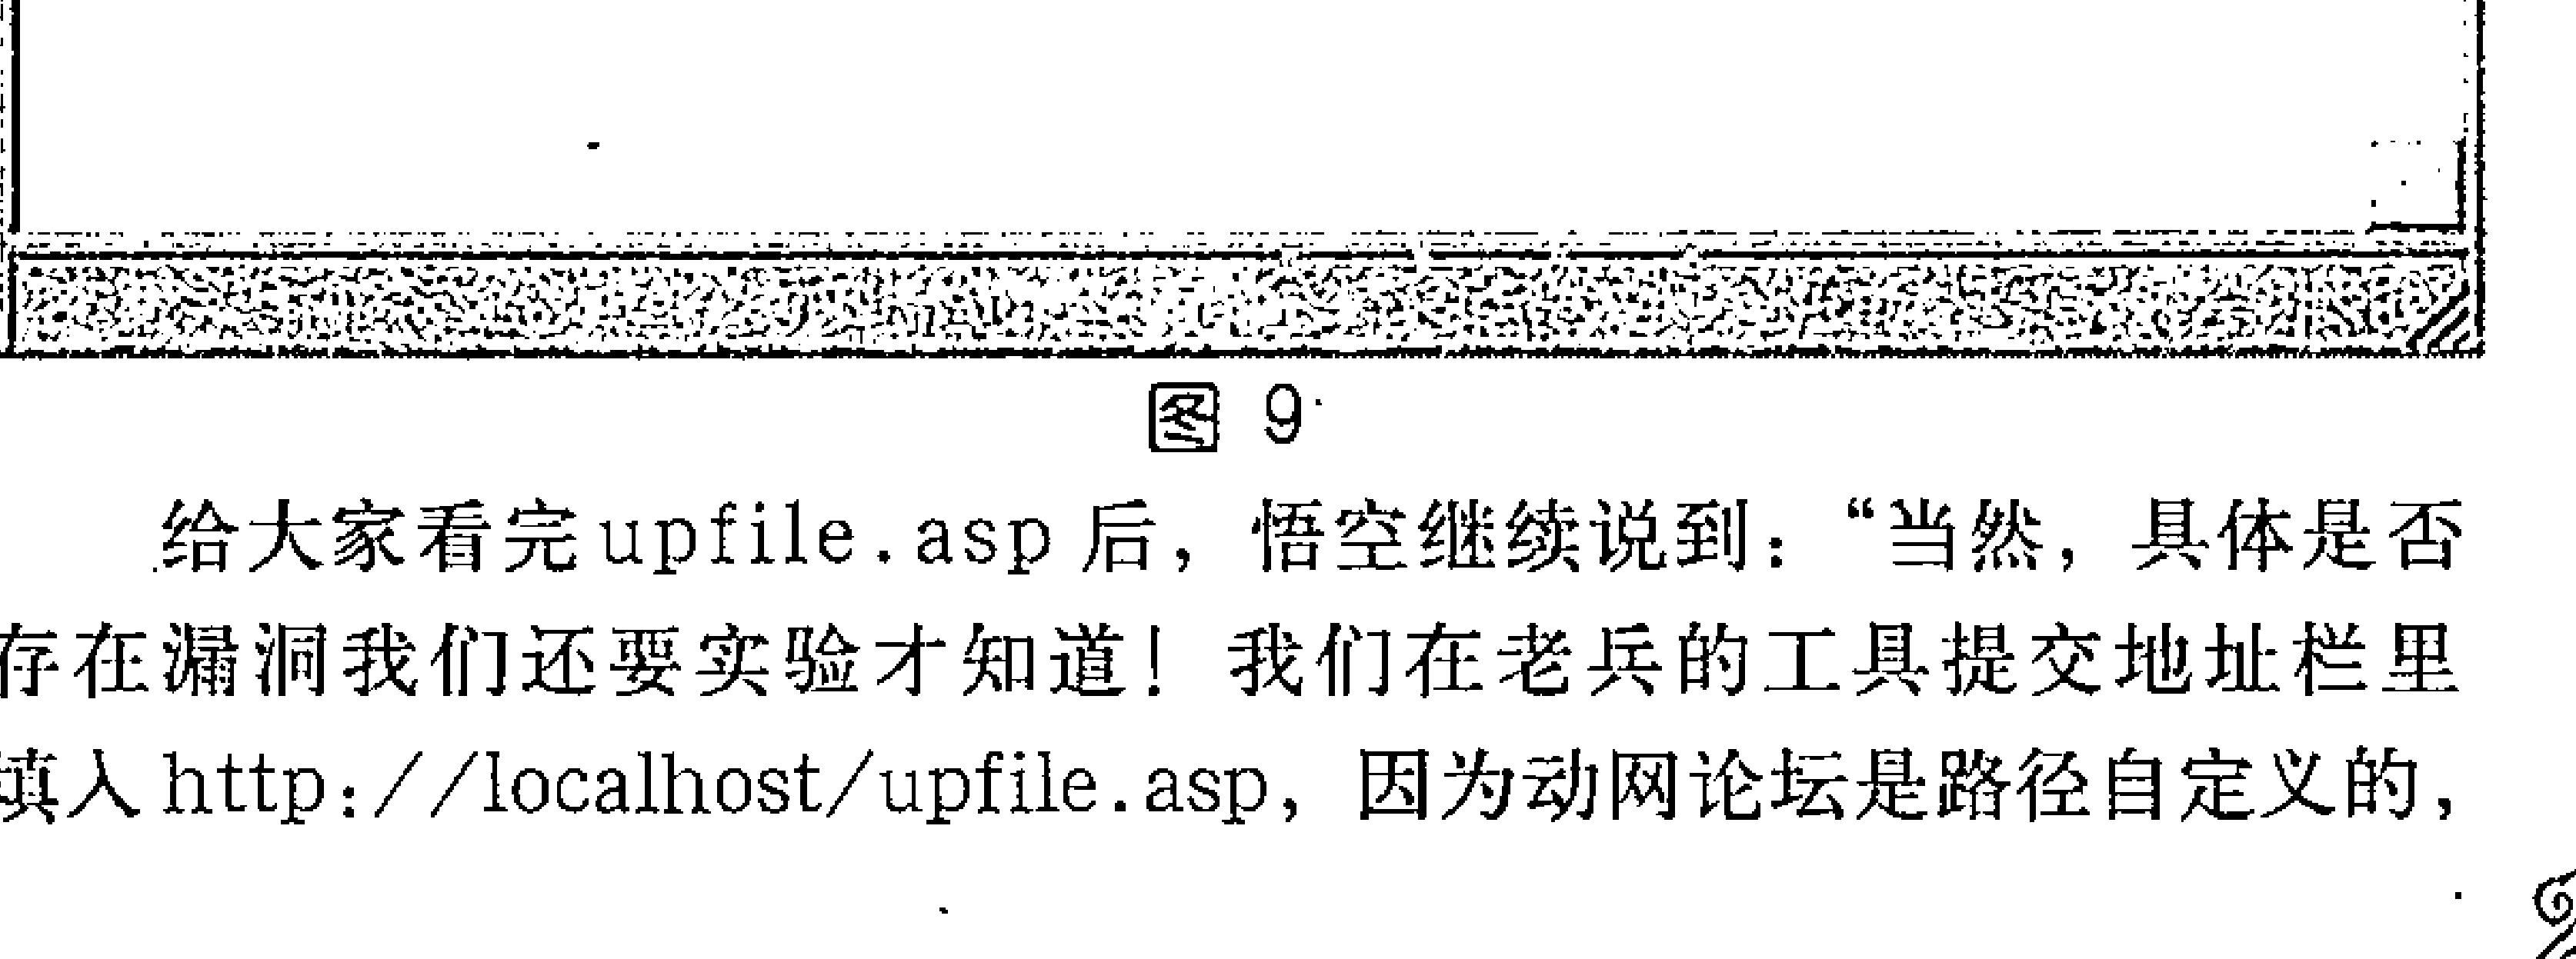 图 9
给大家看完upfile.asp后，悟空继续说到：“当然，具体是否
存在漏洞我们还要实验才知道！我们在老兵的工具提交地址栏里
填入http://localhost/upfile.asp，因为动网论坛是路径自定义的，